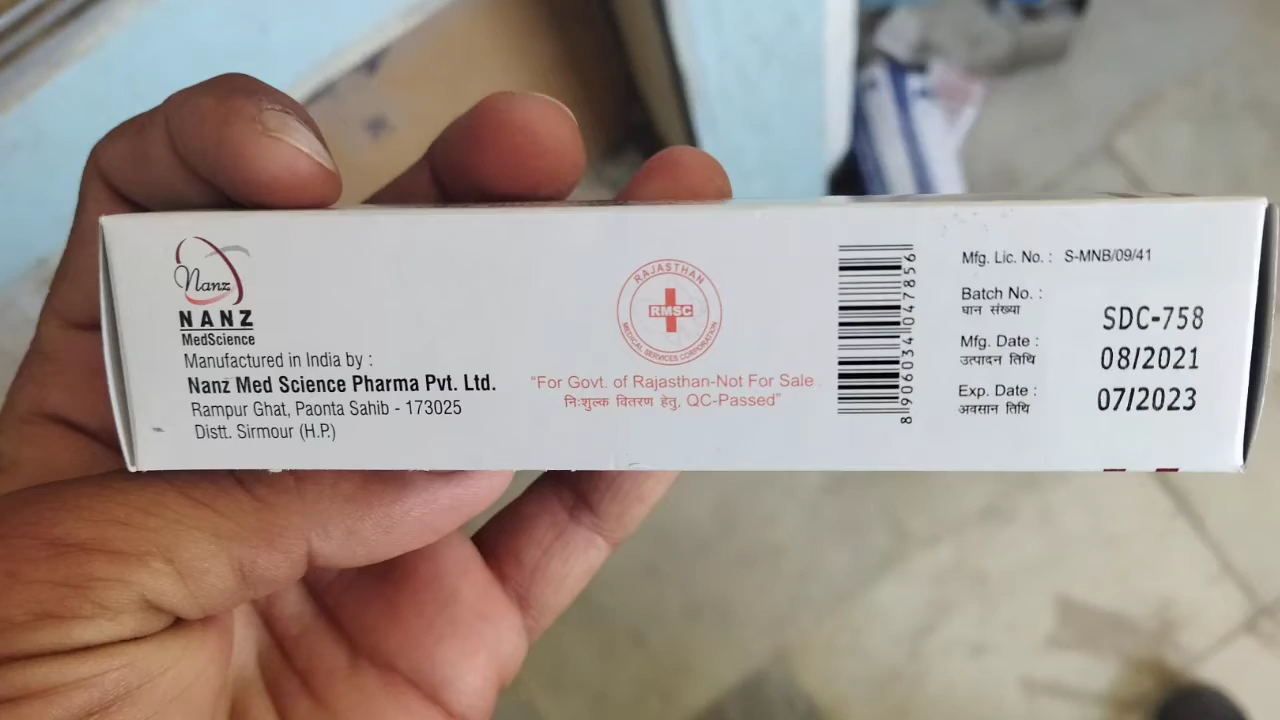 Nanz
NANZ
MedScience
Manufactured in India by :
Nanz Med Science Pharma Pvt. Ltd.
Rampur Ghat, Paonta Sahib - 173025
Distt. Sirmour (H.P.)
RAJASTHAN
RMSC
MEDICAL SERVICES CORPORATION
“For Govt. of Rajasthan-Not For Sale
निःशुल्क वितरण हेतु, QC-Passed”
8906034047856
Mfg. Lic. No. : S-MNB/09/41
Batch No. :
घान संख्या
SDC-758
Mfg. Date :
उत्पादन तिथि
08/2021
Exp. Date :
अवसान तिथि
07/2023